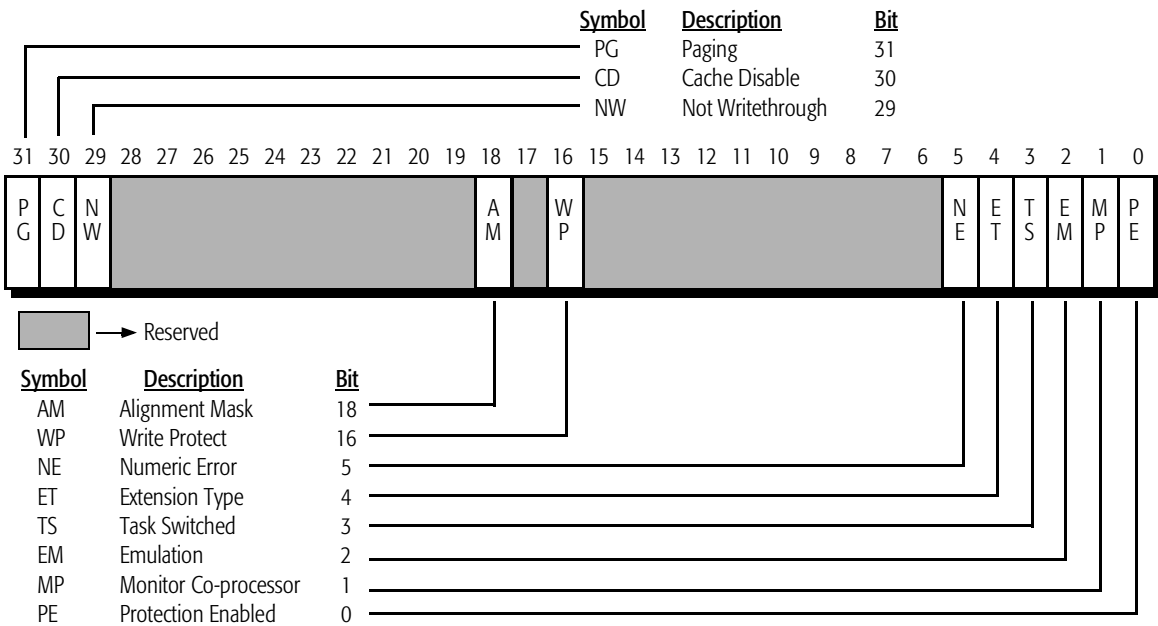 Symbol Description Bit
PG Paging 31
CD Cache Disable 30
NW Not Writethrough 29
31 30 29 28 27 26 25 24 23 22 21 20 19 18 17 16 15 14 13 12 11 10 9 8 7 6 5 4 3 2 1 0
P C N A W N E T E M P
G D W M P E T S M P E
Reserved
Symbol Description Bit
AM Alignment Mask 18
WP Write Protect 16
NE Numeric Error 5
ET Extension Type 4
TS Task Switched 3
EM Emulation 2
MP Monitor Co-processor 1
PE Protection Enabled 0